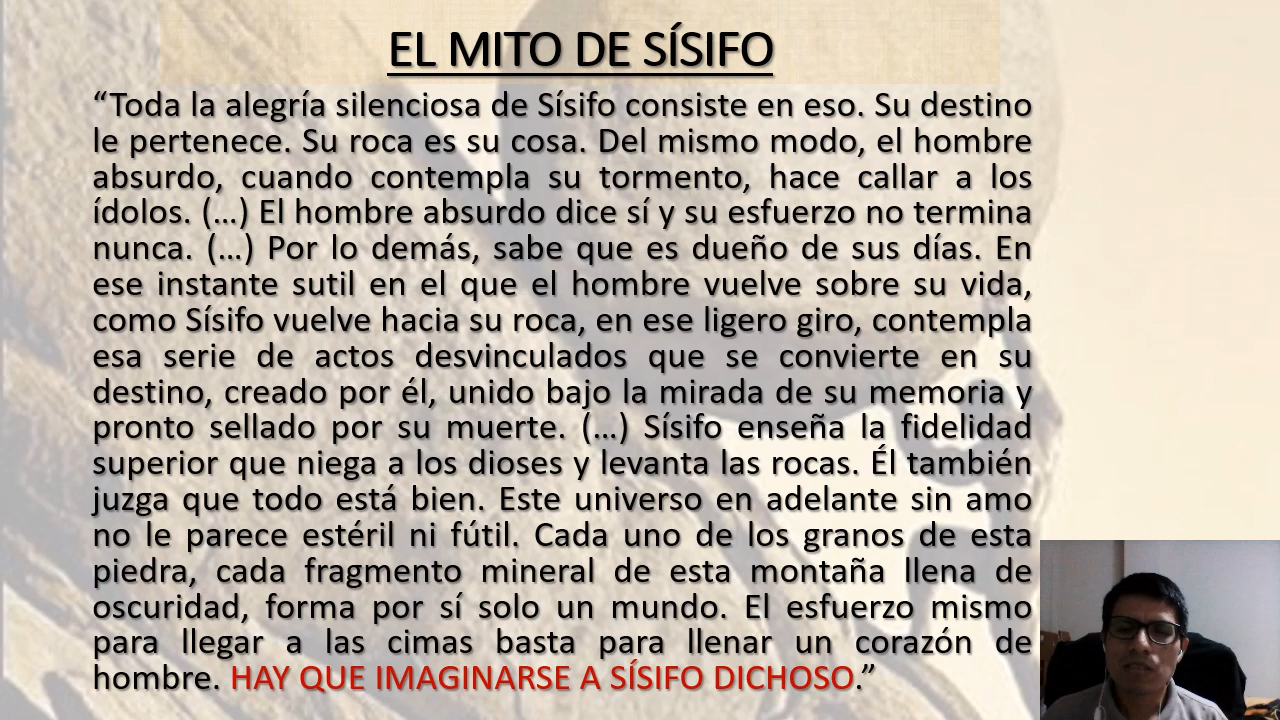 EL MITO DE SÍSIFO
“Toda la alegría silenciosa de Sísifo consiste en eso. Su destino
le pertenece. Su roca es su cosa. Del mismo modo, el hombre
absurdo, cuando contempla su tormento, hace callar a los
ídolos. (…) El hombre absurdo dice sí y su esfuerzo no termina
nunca. (…) Por lo demás, sabe que es dueño de sus días. En
ese instante sutil en el que el hombre vuelve sobre su vida,
como Sísifo vuelve hacia su roca, en ese ligero giro, contempla
esa serie de actos desvinculados que se convierte en su
destino, creado por él, unido bajo la mirada de su memoria y
pronto sellado por su muerte. (…) Sísifo enseña la fidelidad
superior que niega a los dioses y levanta las rocas. Él también
juzga que todo está bien. Este universo en adelante sin amo
no le parece estéril ni fútil. Cada uno de los granos de esta
piedra, cada fragmento mineral de esta montaña llena de
oscuridad, forma por sí solo un mundo. El esfuerzo mismo
para llegar a las cimas basta para llenar un corazón de
hombre. HAY QUE IMAGINARSE A SÍSIFO DICHOSO.”